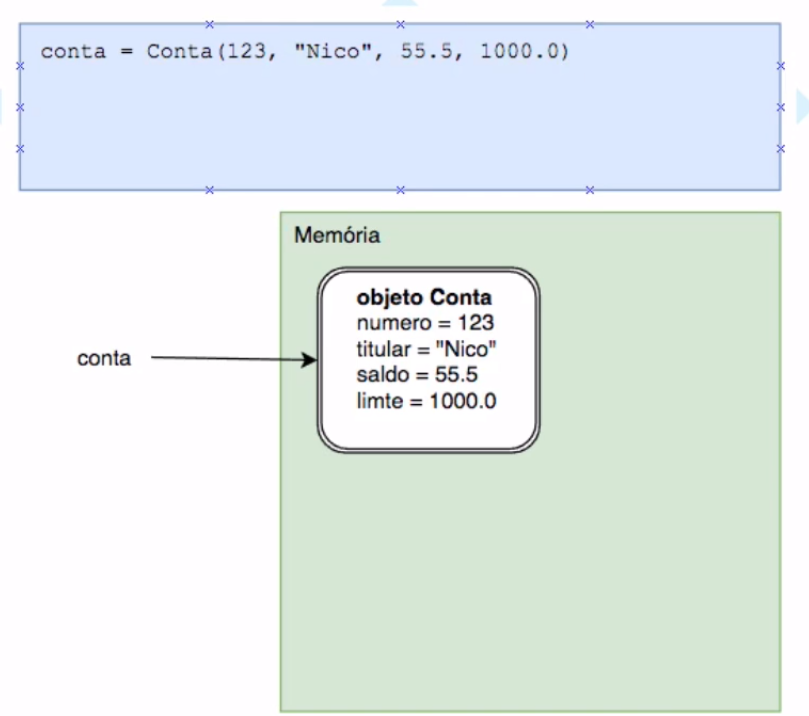 conta = Conta(123, "Nico", 55.5, 1000.0)
Memória
objeto Conta
numero = 123
titular = "Nico"
saldo = 55.5
limte = 1000.0
conta